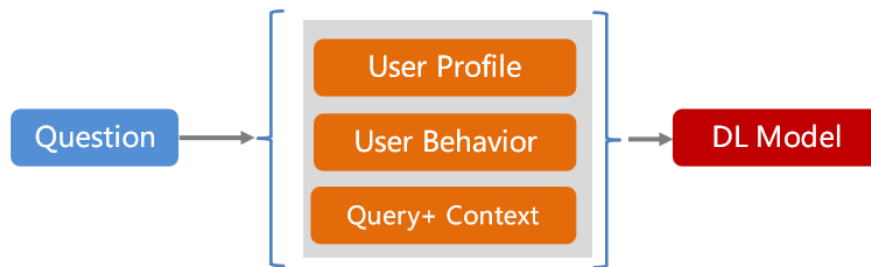 Question
User Profile
User Behavior
Query+ Context
DL Model